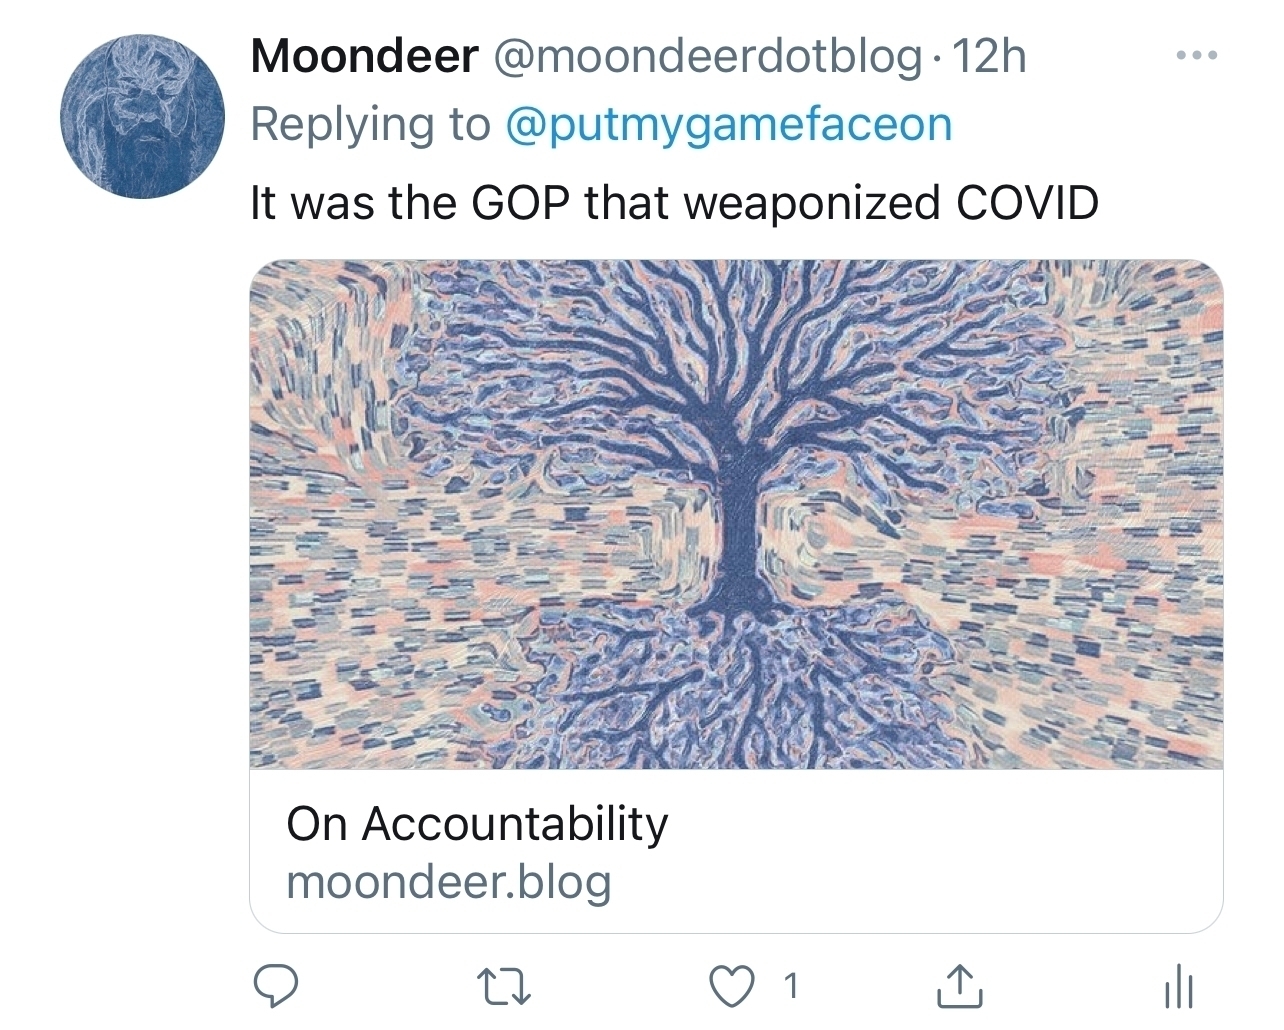 Moondeer @moondeerdotblog · 12h
Replying to @putmygamefaceon
It was the GOP that weaponized COVID
On Accountability
moondeer.blog
1